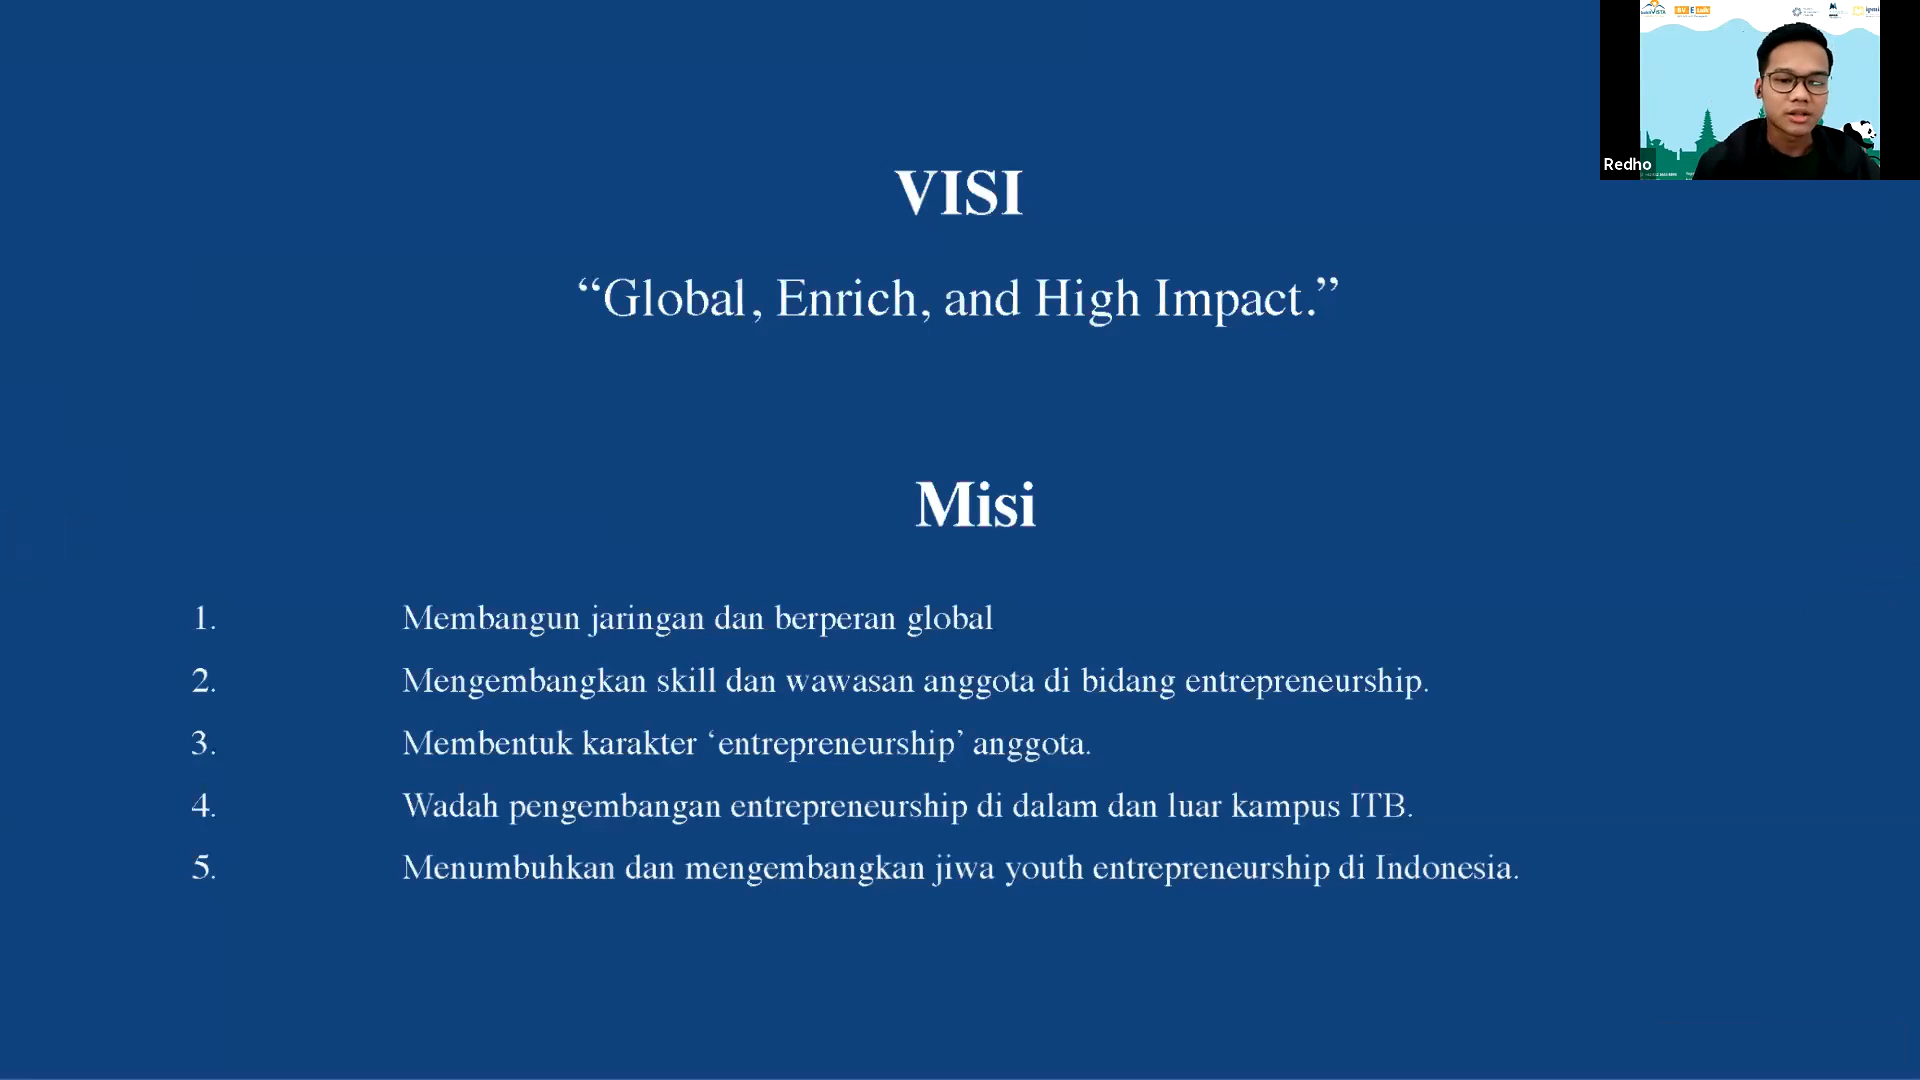 VISI
“Global, Enrich, and High Impact.”
Misi
1. Membangun jaringan dan berperan global
2. Mengembangkan skill dan wawasan anggota di bidang entrepreneurship.
3. Membentuk karakter ‘entrepreneurship’ anggota.
4. Wadah pengembangan entrepreneurship di dalam dan luar kampus ITB.
5. Menumbuhkan dan mengembangkan jiwa youth entrepreneurship di Indonesia.
Redho